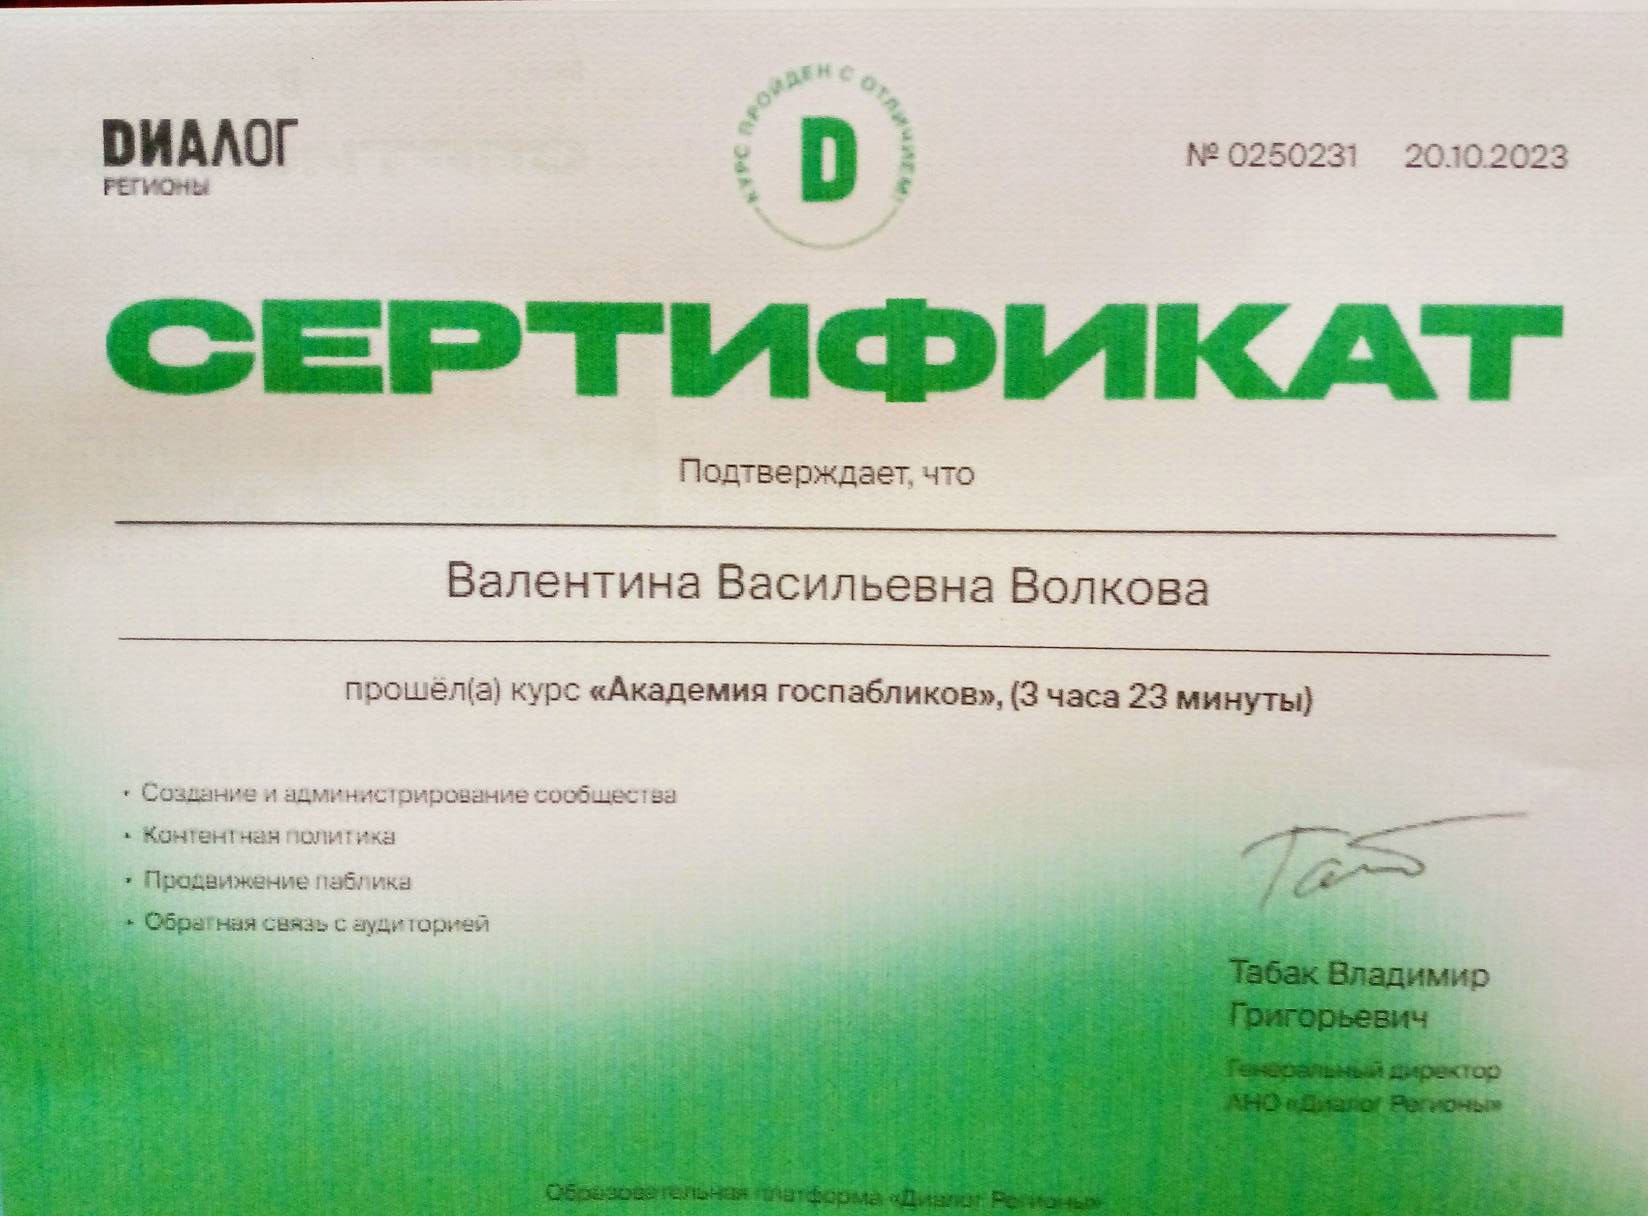 DИАЛОГ
РЕГИОНЫ
КУРС ПРОЙДЕН С ОТЛИЧИЕМ!
D
№ 0250231 20.10.2023
СЕРТИФИКАТ
Подтверждает, что
Валентина Васильевна Волкова
прошёл(а) курс «Академия госпабликов», (3 часа 23 минуты)
• Создание и администрирование сообщества
• Контентная политика
• Продвижение паблика
• Обратная связь с аудиторией
Таб
Табак Владимир
Григорьевич
Генеральный директор
АНО «Диалог Регионы»
Образовательная платформа «Диалог Регионы»